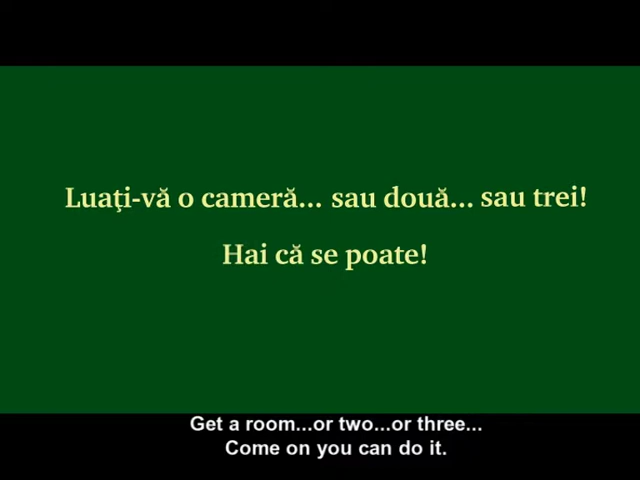 Luaţi-vă o cameră... sau două... sau trei!
Hai că se poate!
Get a room...or two...or three...
Come on you can do it.